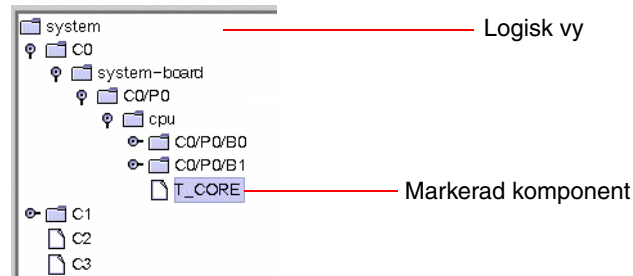 system
Logisk vy
C0
system-board
C0/P0
cpu
C0/P0/B0
C0/P0/B1
T_CORE
Markerad komponent
C1
C2
C3